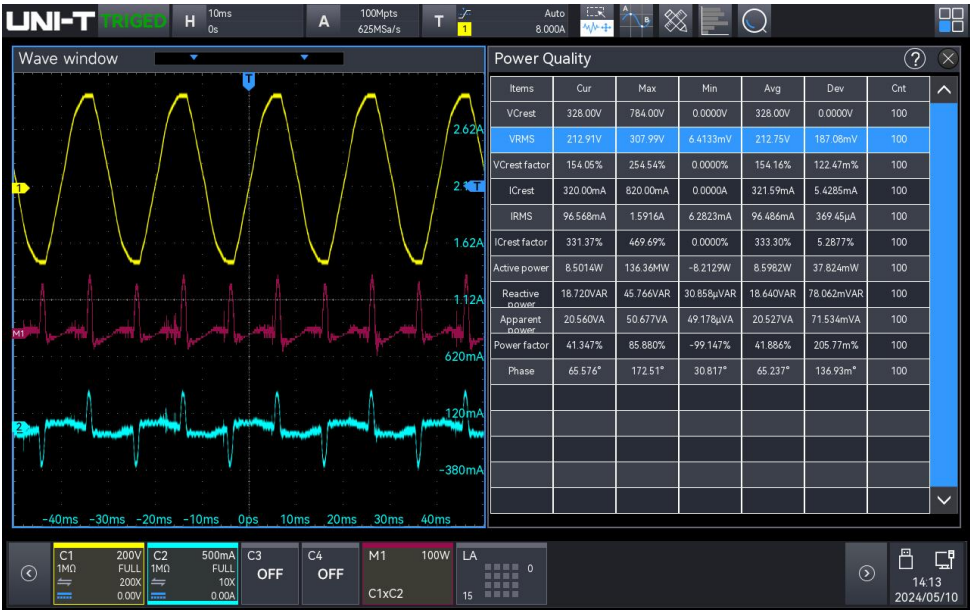 UNI-T TRIGED H 10ms 0s A 100Mpts 625MSa/s T 1 Auto 8.000A A B
Wave window
T
2.62A
1
T
1.62A
1.12A
M1
620mA
120mA
2
-380mA
-40ms -30ms -20ms -10ms 0ps 10ms 20ms 30ms 40ms
Power Quality ?
Items Cur Max Min Avg Dev Cnt
VCrest 328.00V 784.00V 0.0000V 328.00V 0.0000V 100
VRMS 212.91V 307.99V 6.4133mV 212.75V 187.08mV 100
VCrest factor 154.05% 254.54% 0.0000% 154.16% 122.47m% 100
ICrest 320.00mA 820.00mA 0.0000A 321.59mA 5.4285mA 100
IRMS 96.568mA 1.5916A 6.2823mA 96.486mA 369.45µA 100
ICrest factor 331.37% 469.69% 0.0000% 333.30% 5.2877% 100
Active power 8.5014W 136.36MW -8.2129W 8.5982W 37.824mW 100
Reactive power 18.720VAR 45.766VAR 30.858µVAR 18.640VAR 78.062mVAR 100
Apparent power 20.560VA 50.677VA 49.178µVA 20.527VA 71.534mVA 100
Power factor 41.347% 85.880% -99.147% 41.886% 205.77m% 100
Phase 65.576° 172.51° 30.817° 65.237° 136.93m° 100
C1 200V
1MΩ FULL
200X
0.00V
C2 500mA
1MΩ FULL
10X
0.00A
C3
OFF
C4
OFF
M1 100W
C1xC2
LA
0
15
14:13
2024/05/10